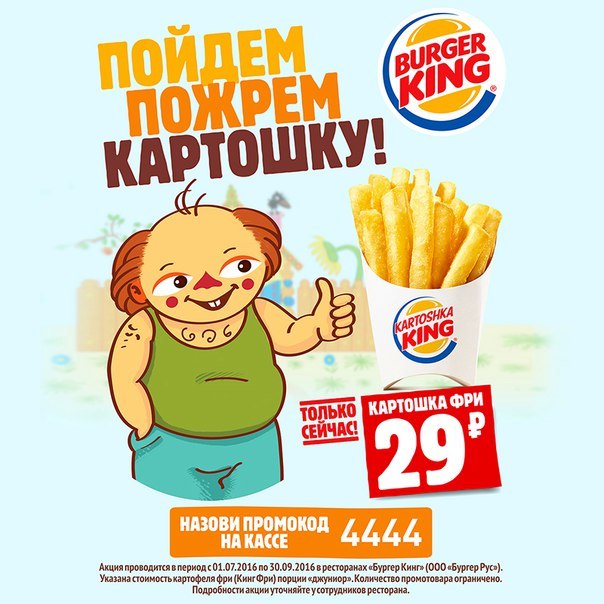 ПОЙДЕМ
ПОЖРЕМ
КАРТОШКУ!
BURGER
KING
®
KARTOSHKA
KING
ТОЛЬКО
СЕЙЧАС!
КАРТОШКА ФРИ
29 ₽
НАЗОВИ ПРОМОКОД
НА КАССЕ
4444
Акция проводится в период с 01.07.2016 по 30.09.2016 в ресторанах «Бургер Кинг» (ООО «Бургер Рус»).
Указана стоимость картофеля фри (Кинг Фри) порции «джуниор». Количество промотовара ограничено.
Подробности акции уточняйте у сотрудников ресторана.